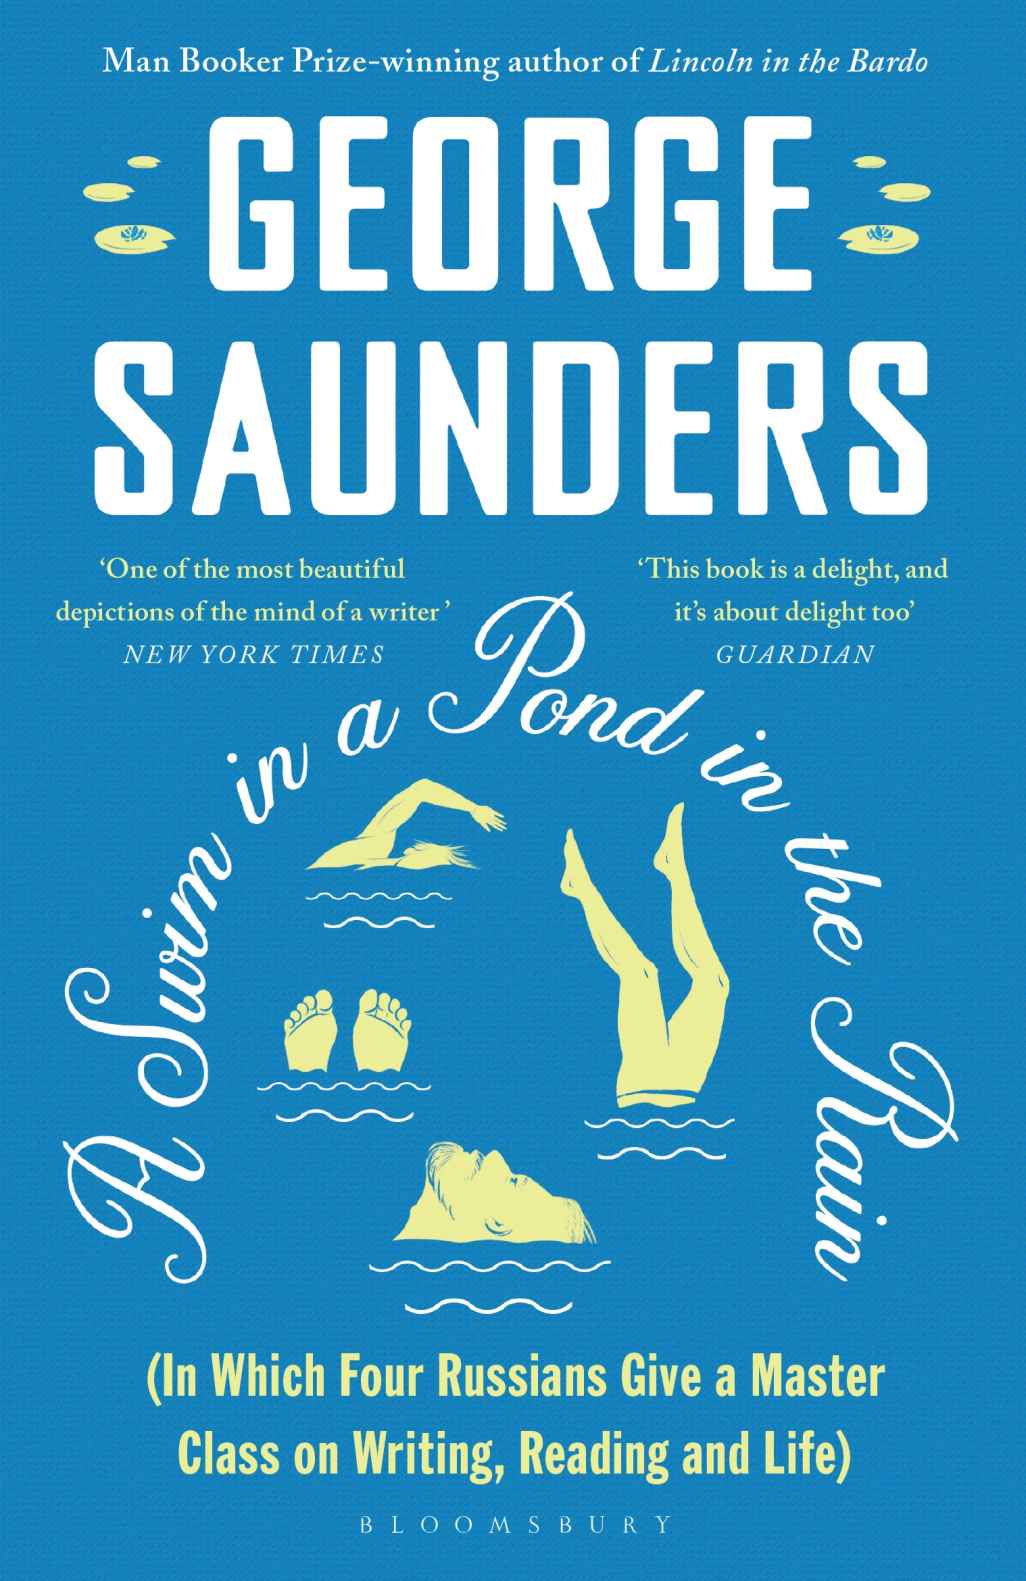 Man Booker Prize-winning author of Lincoln in the Bardo
GEORGE
SAUNDERS
‘One of the most beautiful
depictions of the mind of a writer’
NEW YORK TIMES
‘This book is a delight, and
it’s about delight too’
GUARDIAN
A Swim in a Pond in the Rain
(In Which Four Russians Give a Master
Class on Writing, Reading and Life)
BLOOMSBURY